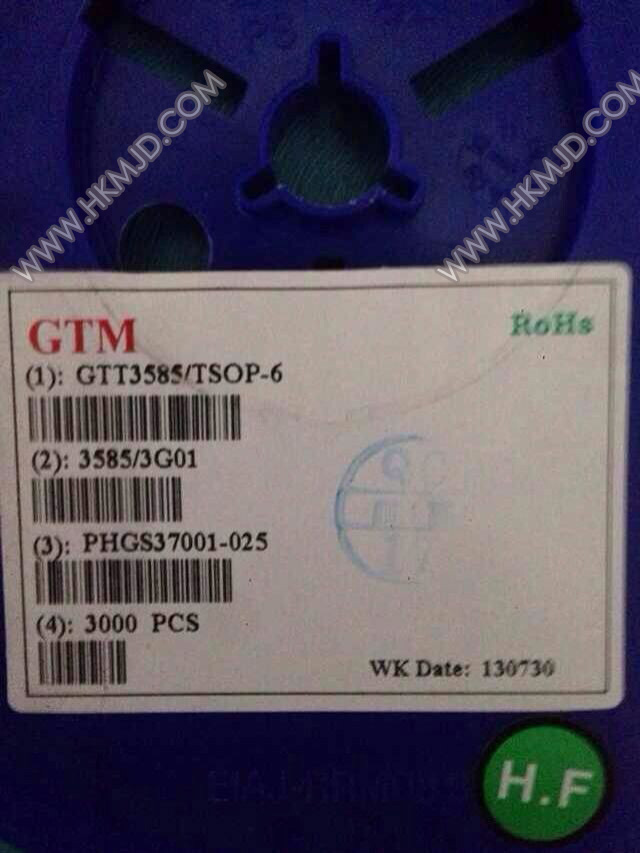 WWW.HKMJD.COM
WWW.HKMJD.COM
GTM
RoHs
(1): GTT3585/TSOP-6
(2): 3585/3G01
(3): PHGS37001-025
(4): 3000 PCS
WK Date: 130730
H.F